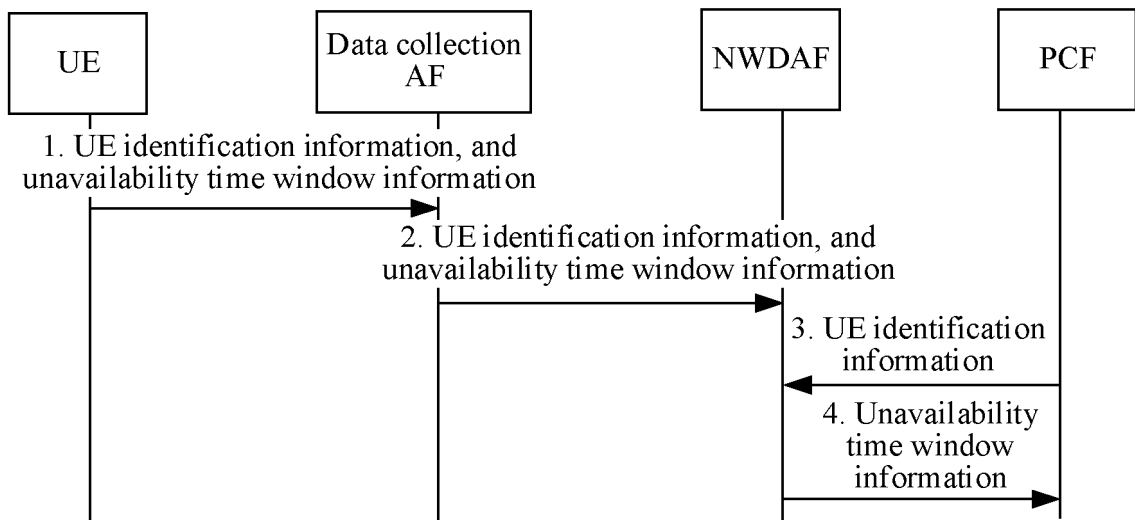 UE
Data collection
AF
NWDAF
PCF
1. UE identification information, and
unavailability time window information
2. UE identification information, and
unavailability time window information
3. UE identification
information
4. Unavailability
time window
information